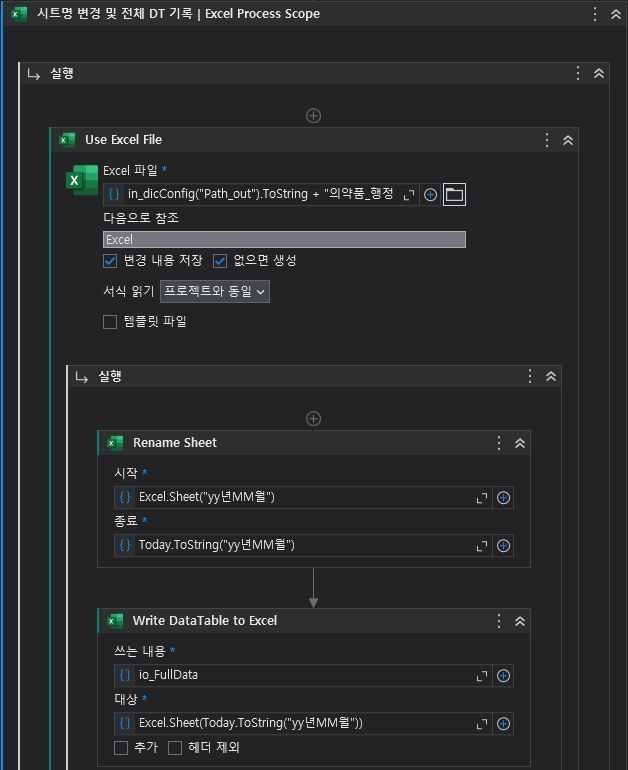 시트명 변경 및 전체 DT 기록 | Excel Process Scope
실행
Use Excel File
Excel 파일 *
in_dicConfig("Path_out").ToString + "의약품_행정
다음으로 참조
Excel
변경 내용 저장 없으면 생성
서식 읽기 프로젝트와 동일
템플릿 파일
실행
Rename Sheet
시작 *
Excel.Sheet("yy년MM월")
종료 *
Today.ToString("yy년MM월")
Write DataTable to Excel
쓰는 내용 *
io_FullData
대상 *
Excel.Sheet(Today.ToString("yy년MM월"))
추가 헤더 제외